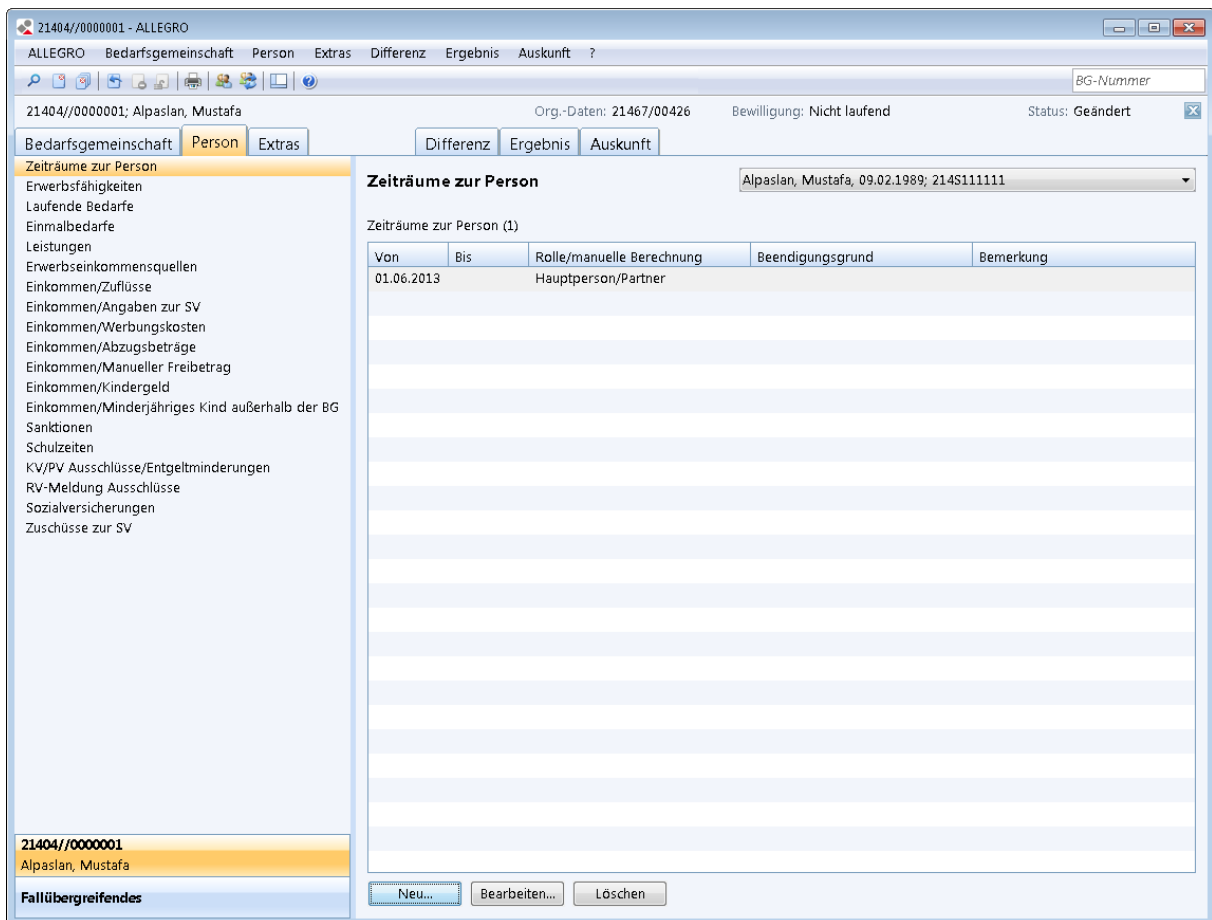 21404//0000001 - ALLEGRO
ALLEGRO Bedarfsgemeinschaft Person Extras Differenz Ergebnis Auskunft ?
BG-Nummer
21404//0000001; Alpaslan, Mustafa Org.-Daten: 21467/00426 Bewilligung: Nicht laufend Status: Geändert
Bedarfsgemeinschaft Person Extras Differenz Ergebnis Auskunft
Zeiträume zur Person
Erwerbsfähigkeiten
Laufende Bedarfe
Einmalbedarfe
Leistungen
Erwerbseinkommensquellen
Einkommen/Zuflüsse
Einkommen/Angaben zur SV
Einkommen/Werbungskosten
Einkommen/Abzugsbeträge
Einkommen/Manueller Freibetrag
Einkommen/Kindergeld
Einkommen/Minderjähriges Kind außerhalb der BG
Sanktionen
Schulzeiten
KV/PV Ausschlüsse/Entgeltminderungen
RV-Meldung Ausschlüsse
Sozialversicherungen
Zuschüsse zur SV
21404//0000001
Alpaslan, Mustafa
Fallübergreifendes
Zeiträume zur Person Alpaslan, Mustafa, 09.02.1989; 214S111111
Zeiträume zur Person (1)
Von Bis Rolle/manuelle Berechnung Beendigungsgrund Bemerkung
01.06.2013 Hauptperson/Partner
Neu... Bearbeiten... Löschen